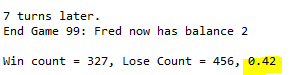 7 turns later.
End Game 99: Fred now has balance 2
Win count = 327, Lose Count = 456, 0.42